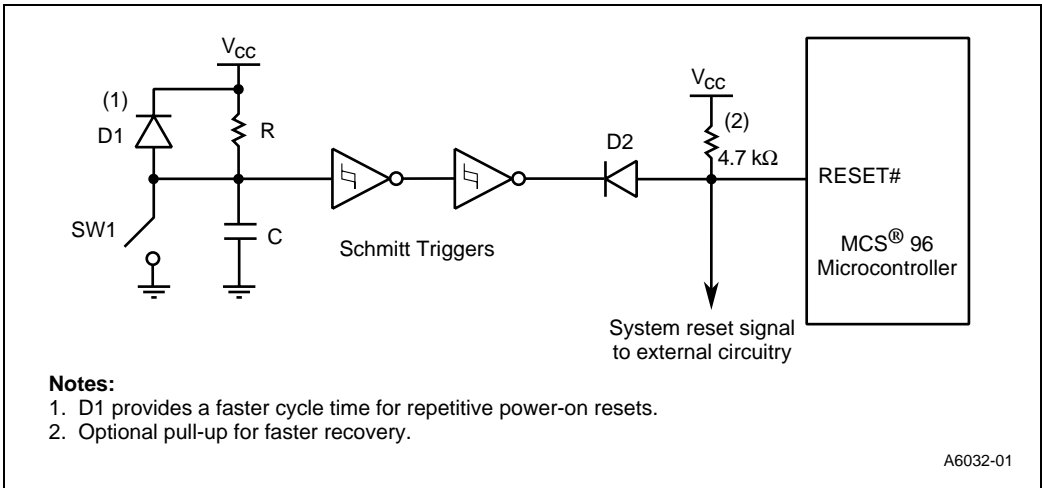 V_CC
(1)
D1
R
SW1
C
Schmitt Triggers
D2
V_CC
(2)
4.7 kΩ
RESET#
MCS® 96
Microcontroller
System reset signal
to external circuitry
Notes:
1. D1 provides a faster cycle time for repetitive power-on resets.
2. Optional pull-up for faster recovery.
A6032-01